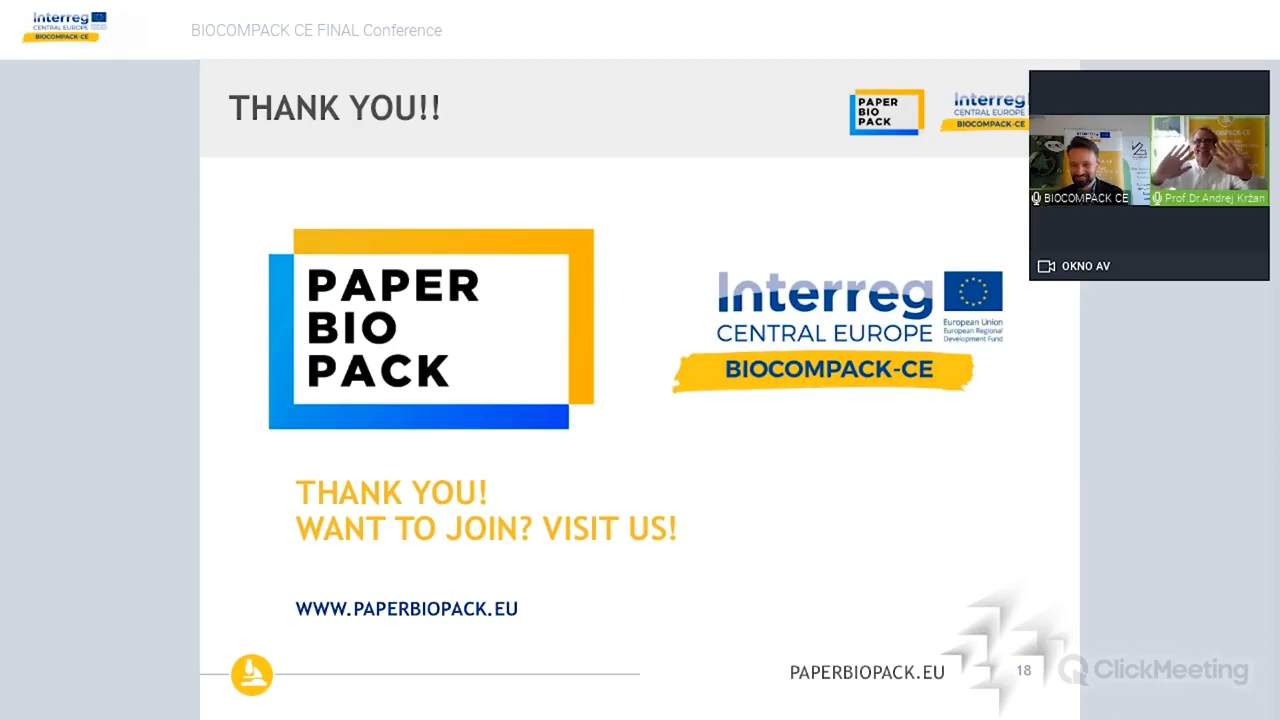 Interreg
CENTRAL EUROPE
BIOCOMPACK-CE
BIOCOMPACK CE FINAL Conference
THANK YOU!!
PAPER
BIO
PACK
Interreg
CENTRAL EUROPE
BIOCOMPACK-CE
BIOCOMPACK CE
Prof.Dr.Andrej Kržan
OKNO AV
PAPER
BIO
PACK
Interreg
CENTRAL EUROPE
European Union
European Regional
Development Fund
BIOCOMPACK-CE
THANK YOU!
WANT TO JOIN? VISIT US!
WWW.PAPERBIOPACK.EU
PAPERBIOPACK.EU
18
ClickMeeting